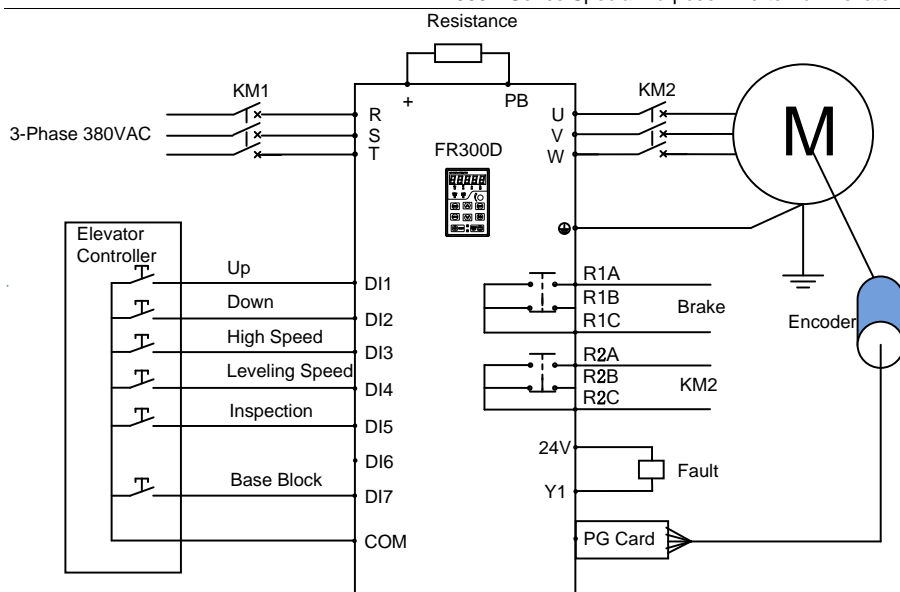 Resistance
KM1
+
PB
KM2
3-Phase 380VAC
R
S
T
FR300D
U
V
W
M
Elevator
Controller
Up
DI1
Down
DI2
High Speed
DI3
Leveling Speed
DI4
Inspection
DI5
DI6
Base Block
DI7
COM
R1A
R1B
R1C
Brake
R2A
R2B
R2C
KM2
24V
Y1
Fault
PG Card
Encoder